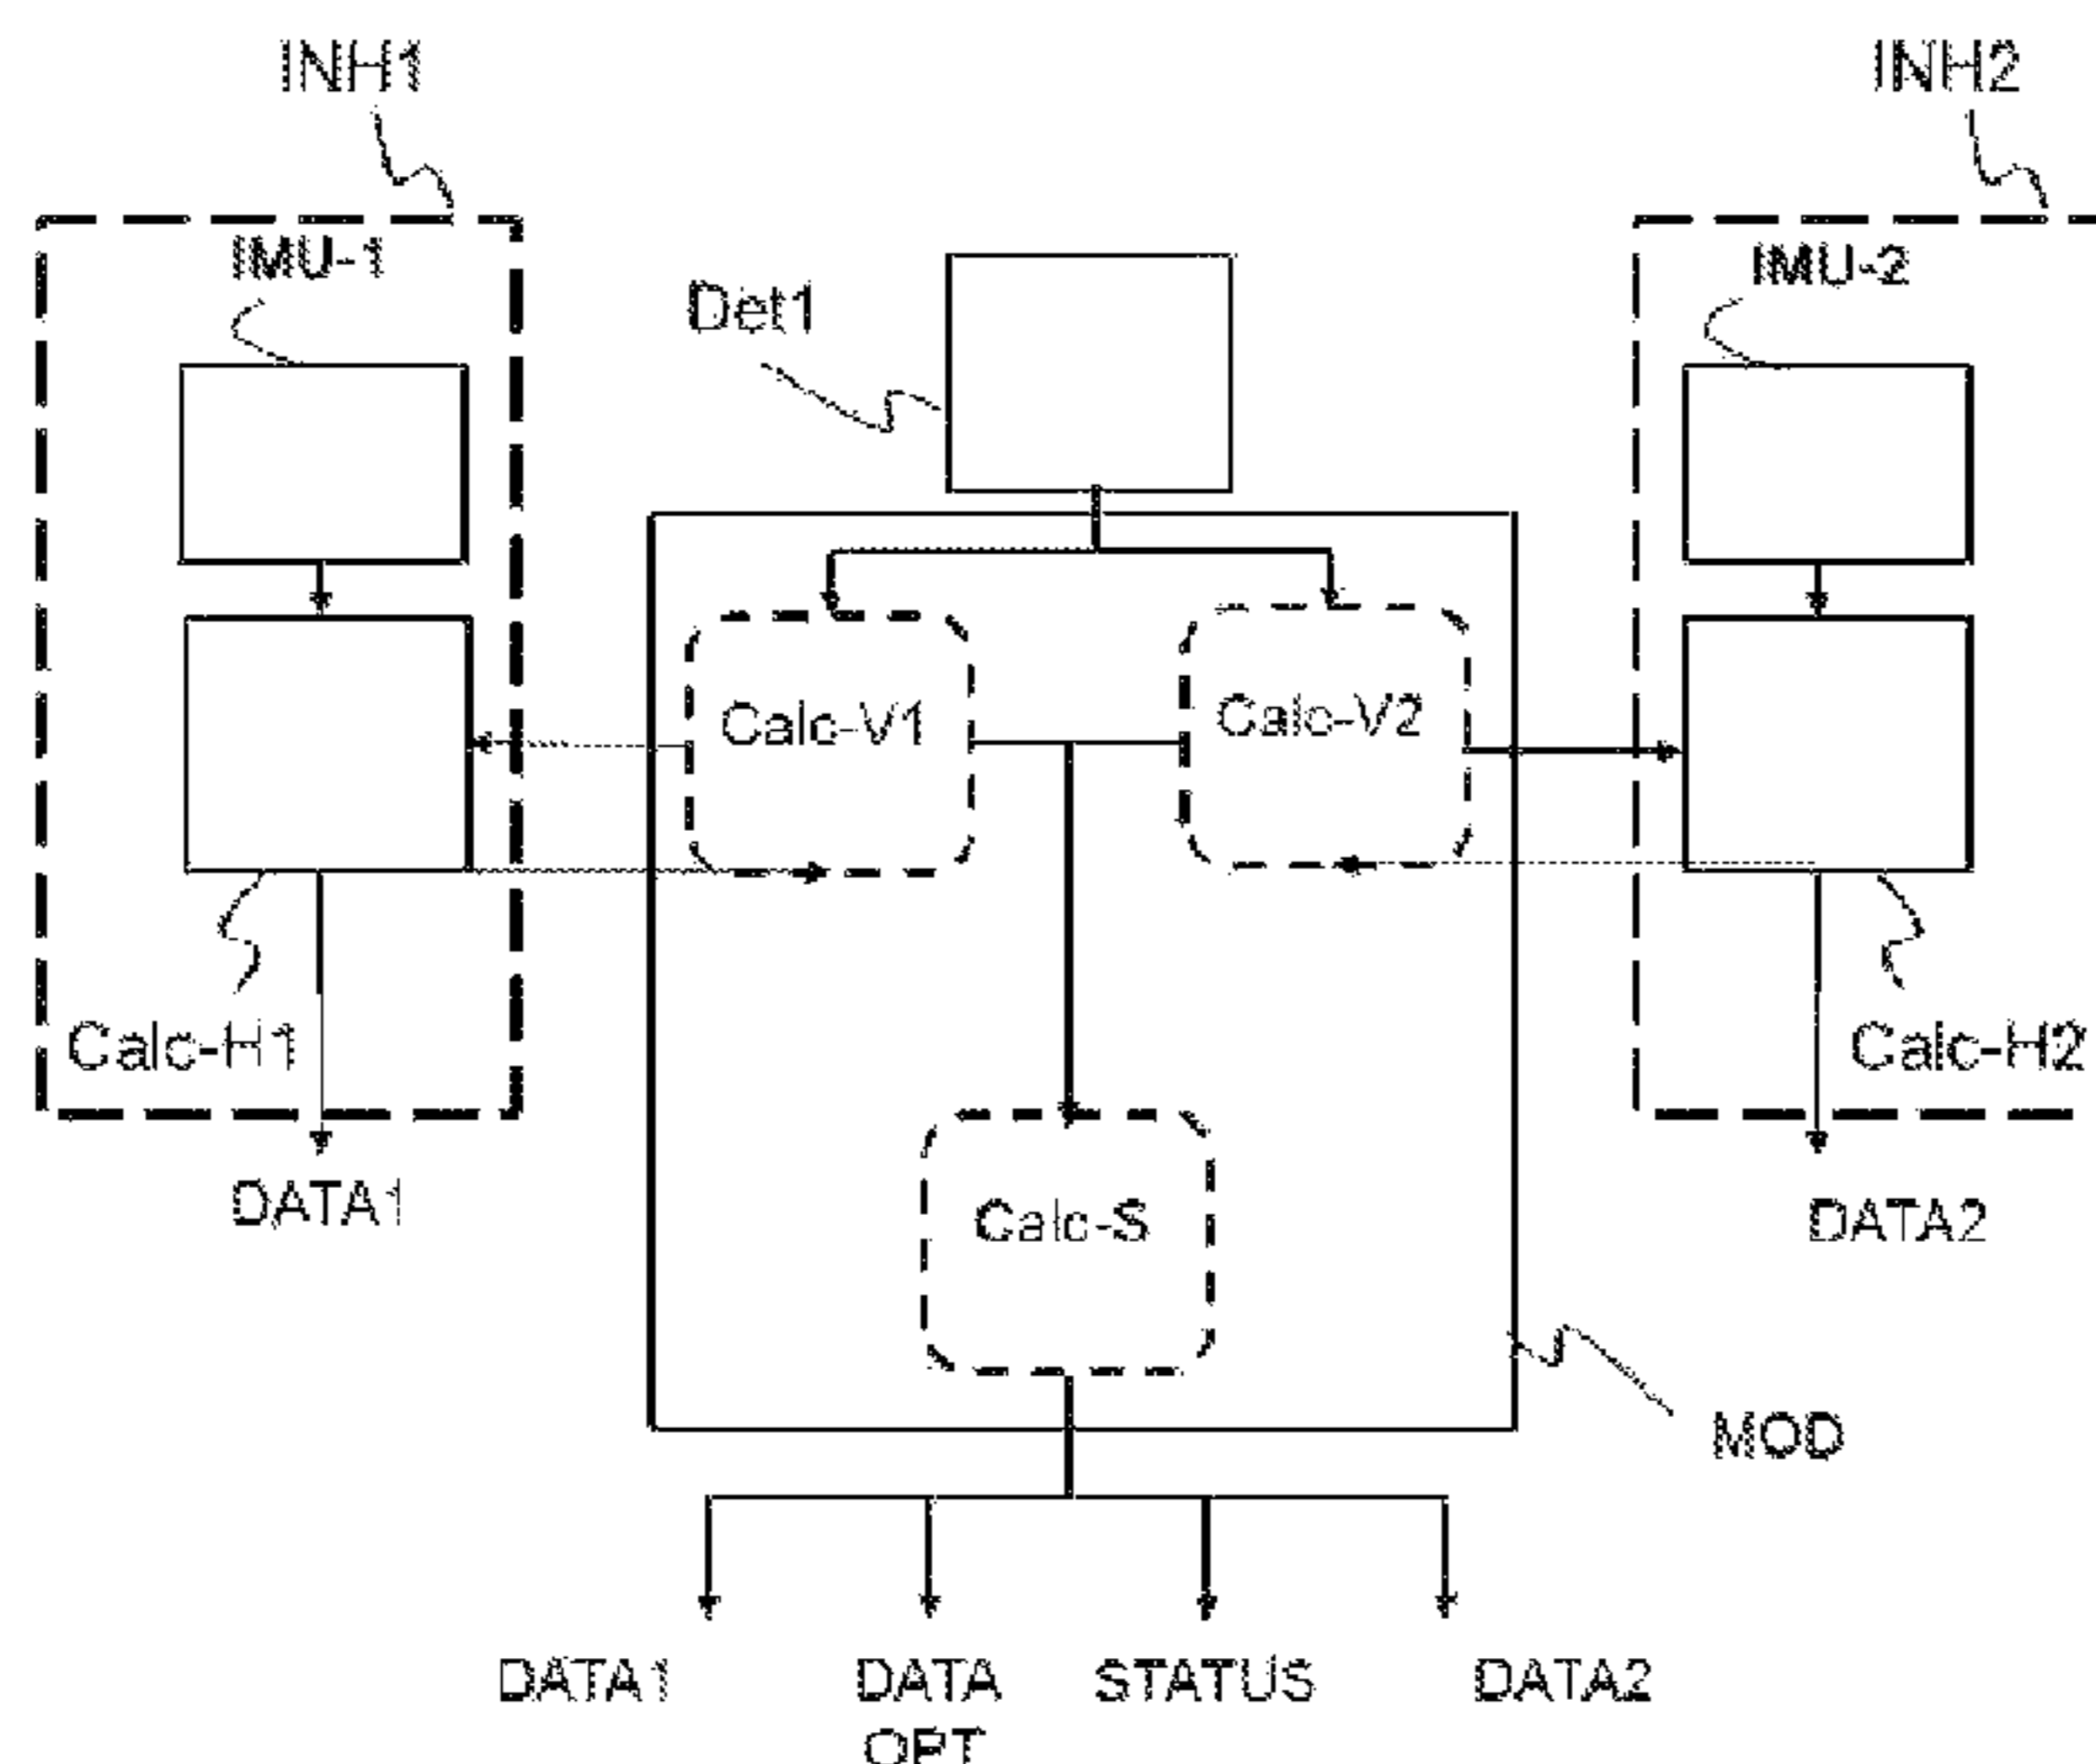 INH1
INH2
IMU-1
IMU-2
Det1
Calc-V1
Calc-V2
Calc-H1
Calc-H2
DATA1
Calc-S
DATA2
MOD
DATA1
DATA
OPT
STATUS
DATA2